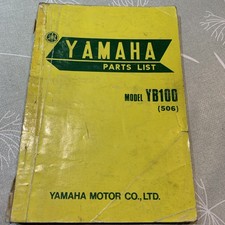 YAMAHA
PARTS LIST
MODEL YB100
(506)
YAMAHA MOTOR CO., LTD.